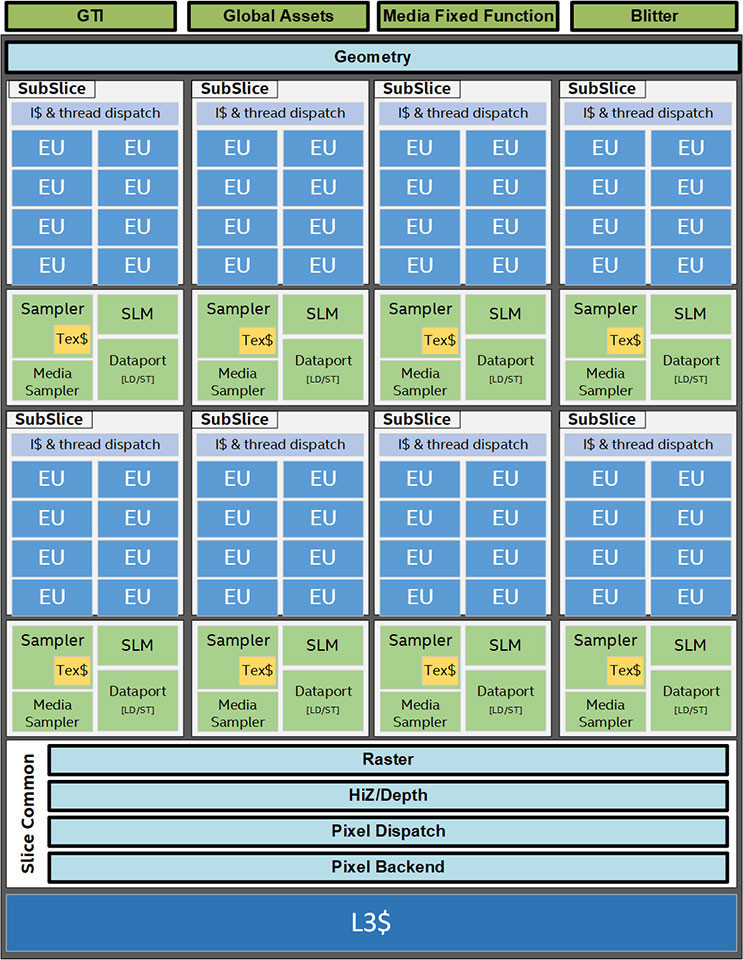 GTI Global Assets Media Fixed Function Blitter
Geometry
SubSlice SubSlice SubSlice SubSlice
I$ & thread dispatch I$ & thread dispatch I$ & thread dispatch I$ & thread dispatch
EU EU EU EU EU EU EU EU
EU EU EU EU EU EU EU EU
EU EU EU EU EU EU EU EU
EU EU EU EU EU EU EU EU
Sampler SLM Sampler SLM Sampler SLM Sampler SLM
Tex$ Tex$ Tex$ Tex$
Dataport Dataport Dataport Dataport
Media [LD/ST] Media [LD/ST] Media [LD/ST] Media [LD/ST]
Sampler Sampler Sampler Sampler
SubSlice SubSlice SubSlice SubSlice
I$ & thread dispatch I$ & thread dispatch I$ & thread dispatch I$ & thread dispatch
EU EU EU EU EU EU EU EU
EU EU EU EU EU EU EU EU
EU EU EU EU EU EU EU EU
EU EU EU EU EU EU EU EU
Sampler SLM Sampler SLM Sampler SLM Sampler SLM
Tex$ Tex$ Tex$ Tex$
Dataport Dataport Dataport Dataport
Media [LD/ST] Media [LD/ST] Media [LD/ST] Media [LD/ST]
Sampler Sampler Sampler Sampler
Slice Common
Raster
HiZ/Depth
Pixel Dispatch
Pixel Backend
L3$